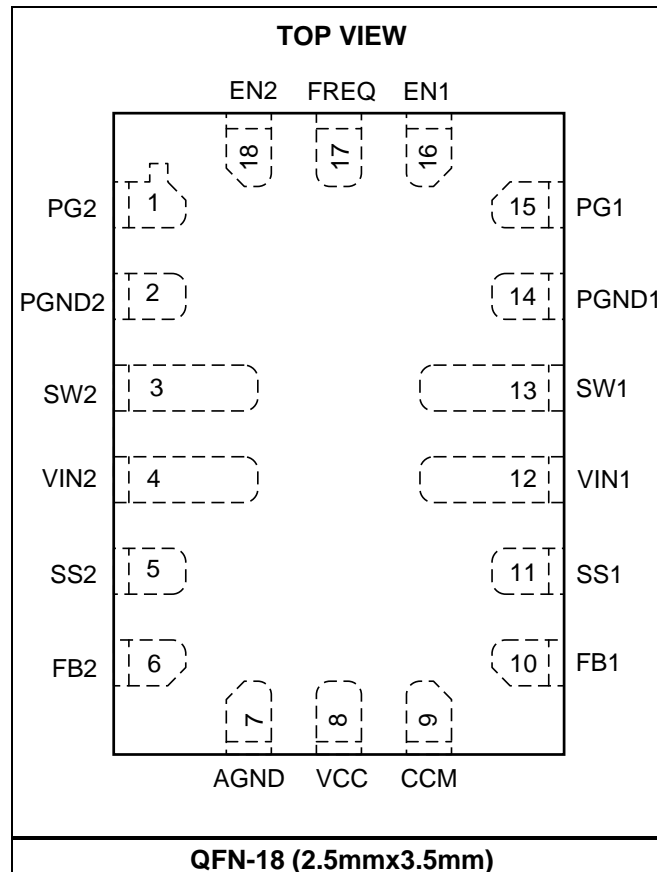 TOP VIEW
EN2 FREQ EN1
18 17 16
PG2 1 15 PG1
PGND2 2 14 PGND1
SW2 3 13 SW1
VIN2 4 12 VIN1
SS2 5 11 SS1
FB2 6 10 FB1
7 8 9
AGND VCC CCM
QFN-18 (2.5mmx3.5mm)